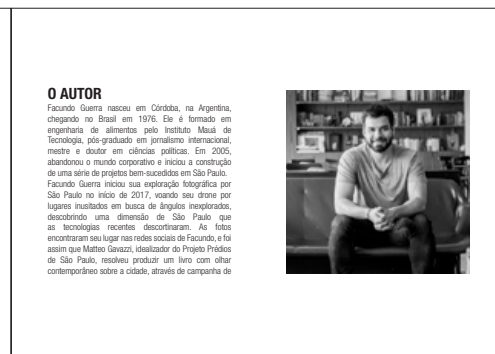 O AUTOR
Facundo Guerra nasceu em Córdoba, na Argentina,
chegando no Brasil em 1976. Ele é formado em
engenharia de alimentos pelo Instituto Mauá de
Tecnologia, pós-graduado em jornalismo internacional,
mestre e doutor em ciências políticas. Em 2005,
abandonou o mundo corporativo e iniciou a construção
de uma série de projetos bem-sucedidos em São Paulo.
Facundo Guerra iniciou sua exploração fotográfica por
São Paulo no início de 2017, voando seu drone por
lugares inusitados em busca de ângulos inexplorados,
descobrindo uma dimensão de São Paulo que
as tecnologias recentes descortinaram. As fotos
encontraram seu lugar nas redes sociais de Facundo, e foi
assim que Matteo Gavazzi, idealizador do Projeto Prédios
de São Paulo, resolveu produzir um livro com olhar
contemporâneo sobre a cidade, através de campanha de